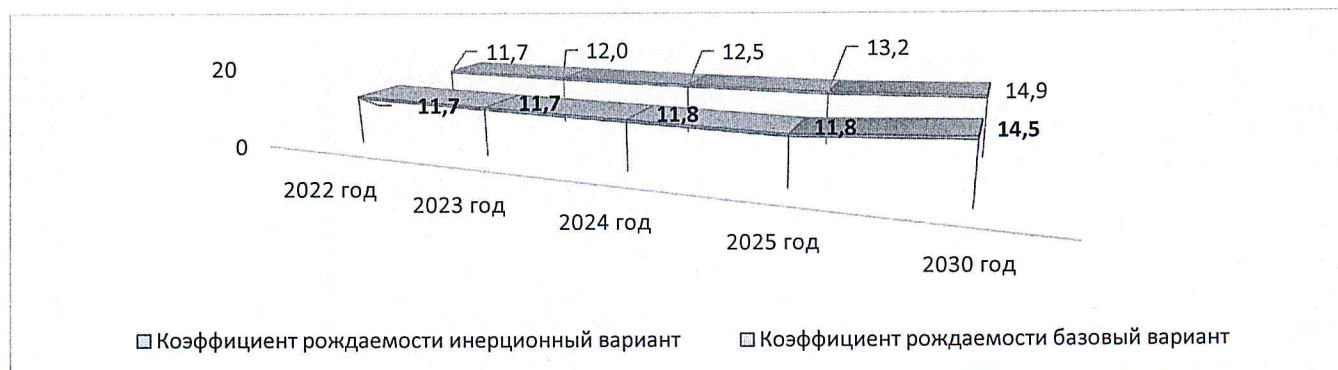 11,7 12,0 12,5 13,2
20
14,9
11,7 11,7 11,8 11,8 14,5
0
2022 год
2023 год
2024 год
2025 год
2030 год
Коэффициент рождаемости инерционный вариант Коэффициент рождаемости базовый вариант